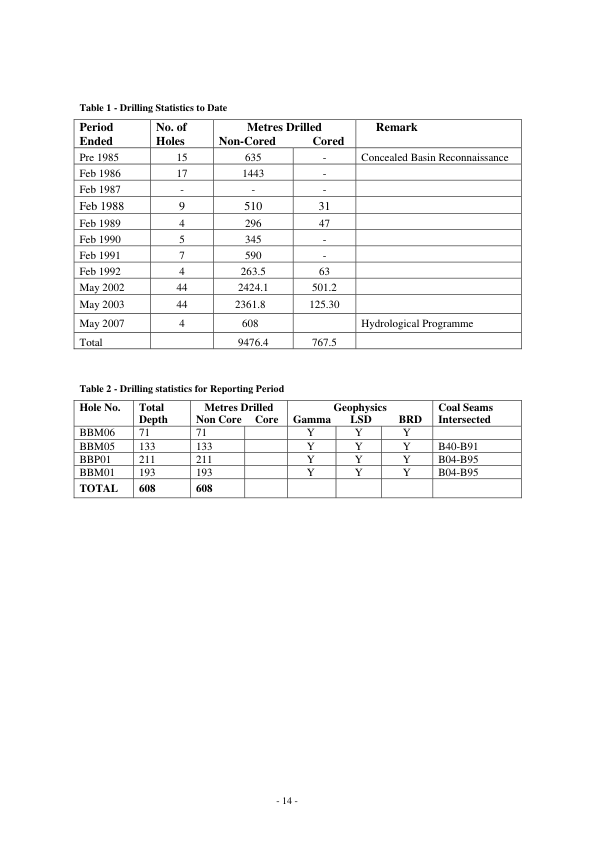 Table 1 - Drilling Statistics to Date
Period No. of Metres Drilled Remark
Ended Holes Non-Cored Cored
Pre 1985 15 635 - Concealed Basin Reconnaissance
Feb 1986 17 1443 -
Feb 1987 - - -
Feb 1988 9 510 31
Feb 1989 4 296 47
Feb 1990 5 345 -
Feb 1991 7 590 -
Feb 1992 4 263.5 63
May 2002 44 2424.1 501.2
May 2003 44 2361.8 125.30
May 2007 4 608 Hydrological Programme
Total 9476.4 767.5
Table 2 - Drilling statistics for Reporting Period
Hole No. Total Metres Drilled Geophysics Coal Seams
Depth Non Core Core Gamma LSD BRD Intersected
BBM06 71 71 Y Y Y
BBM05 133 133 Y Y Y B40-B91
BBP01 211 211 Y Y Y B04-B95
BBM01 193 193 Y Y Y B04-B95
TOTAL 608 608
- 14 -